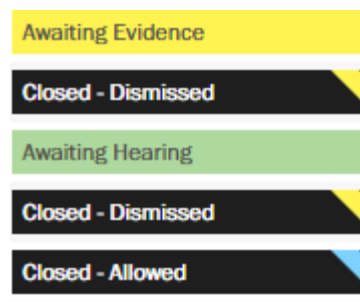 Awaiting Evidence
Closed - Dismissed
Awaiting Hearing
Closed - Dismissed
Closed - Allowed